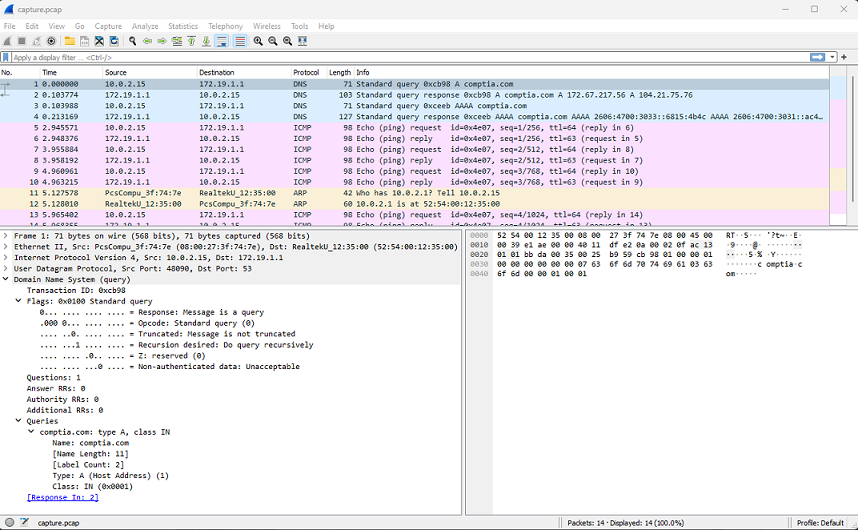 capture.pcap
File Edit View Go Capture Analyze Statistics Telephony Wireless Tools Help
Apply a display filter ... <Ctrl-/>
No. Time Source Destination Protocol Length Info
1 0.000000 10.0.2.15 172.19.1.1 DNS 71 Standard query 0xcb98 A comptia.com
2 0.103774 172.19.1.1 10.0.2.15 DNS 103 Standard query response 0xcb98 A comptia.com A 172.67.217.56 A 104.21.75.76
3 0.103988 10.0.2.15 172.19.1.1 DNS 71 Standard query 0xceeb AAAA comptia.com
4 0.204213 172.19.1.1 10.0.2.15 DNS 127 Standard query response 0xceeb AAAA comptia.com AAAA 2606:4700:3033::6815:4b4c AAAA 2606:4700:3031::ac4…
5 2.945571 10.0.2.15 172.19.1.1 ICMP 98 Echo (ping) request id=0x4e07, seq=1/256, ttl=64 (reply in 6)
6 2.948376 172.19.1.1 10.0.2.15 ICMP 98 Echo (ping) reply id=0x4e07, seq=1/256, ttl=63 (request in 5)
7 3.955884 10.0.2.15 172.19.1.1 ICMP 98 Echo (ping) request id=0x4e07, seq=2/512, ttl=64 (reply in 8)
8 3.958192 172.19.1.1 10.0.2.15 ICMP 98 Echo (ping) reply id=0x4e07, seq=2/512, ttl=63 (request in 7)
9 4.960961 10.0.2.15 172.19.1.1 ICMP 98 Echo (ping) request id=0x4e07, seq=3/768, ttl=64 (reply in 10)
10 4.963215 172.19.1.1 10.0.2.15 ICMP 98 Echo (ping) reply id=0x4e07, seq=3/768, ttl=63 (request in 9)
11 5.127578 PcsCompu_3f:74:7e RealtekU_12:35:00 ARP 42 Who has 10.0.2.1? Tell 10.0.2.15
12 5.128010 RealtekU_12:35:00 PcsCompu_3f:74:7e ARP 60 10.0.2.1 is at 52:54:00:12:35:00
13 5.965402 10.0.2.15 172.19.1.1 ICMP 98 Echo (ping) request id=0x4e07, seq=4/1024, ttl=64 (reply in 14)
Frame 1: 71 bytes on wire (568 bits), 71 bytes captured (568 bits)
Ethernet II, Src: PcsCompu_3f:74:7e (08:00:27:3f:74:7e), Dst: RealtekU_12:35:00 (52:54:00:12:35:00)
Internet Protocol Version 4, Src: 10.0.2.15, Dst: 172.19.1.1
User Datagram Protocol, Src Port: 48090, Dst Port: 53
Domain Name System (query)
Transaction ID: 0xcb98
Flags: 0x0100 Standard query
0... .... .... .... = Response: Message is a query
.000 0... .... .... = Opcode: Standard query (0)
.... ..0. .... .... = Truncated: Message is not truncated
.... ...1 .... .... = Recursion desired: Do query recursively
.... .... .0.. .... = Z: reserved (0)
.... .... ...0 .... = Non-authenticated data: Unacceptable
Questions: 1
Answer RRs: 0
Authority RRs: 0
Additional RRs: 0
Queries
comptia.com: type A, class IN
Name: comptia.com
[Name Length: 11]
[Label Count: 2]
Type: A (Host Address) (1)
Class: IN (0x0001)
[Response In: 2]
0000 52 54 00 12 35 00 08 00 27 3f 74 7e 08 00 45 00 RT··5··· '?t~··E·
0010 00 39 e1 ae 00 00 40 11 df e2 0a 00 02 0f ac 13 ·9····@· ········
0020 01 01 bb da 00 35 00 25 b9 59 cb 98 01 00 00 01 ·····5·% ·Y······
0030 00 00 00 00 00 00 07 63 6f 6d 70 74 69 61 03 63 ·······c omptia·c
0040 6f 6d 00 00 01 00 01 om·····
capture.pcap Packets: 14 · Displayed: 14 (100.0%) Profile: Default